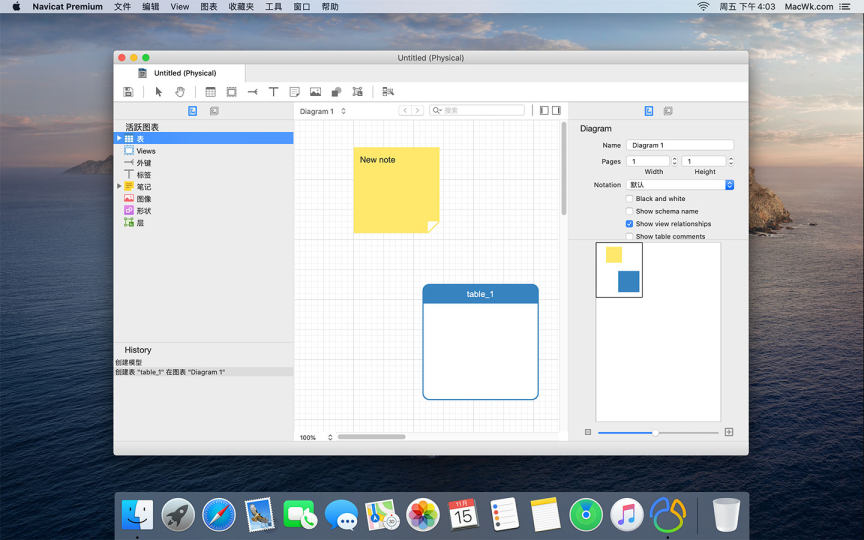 Navicat Premium 文件 编辑 View 图表 收藏夹 工具 窗口 帮助 周五 下午 4:03 MacWk.com
Untitled (Physical)
Untitled (Physical)
Diagram 1
搜索
活跃图表
表
Views
外键
标签
笔记
图像
形状
层
History
创建模型
创建表 "table_1" 在图表 "Diagram 1"
New note
table_1
100%
Diagram
Name Diagram 1
Pages 1 1
Width Height
Notation 默认
Black and white
Show schema name
Show view relationships
Show table comments
11月
15